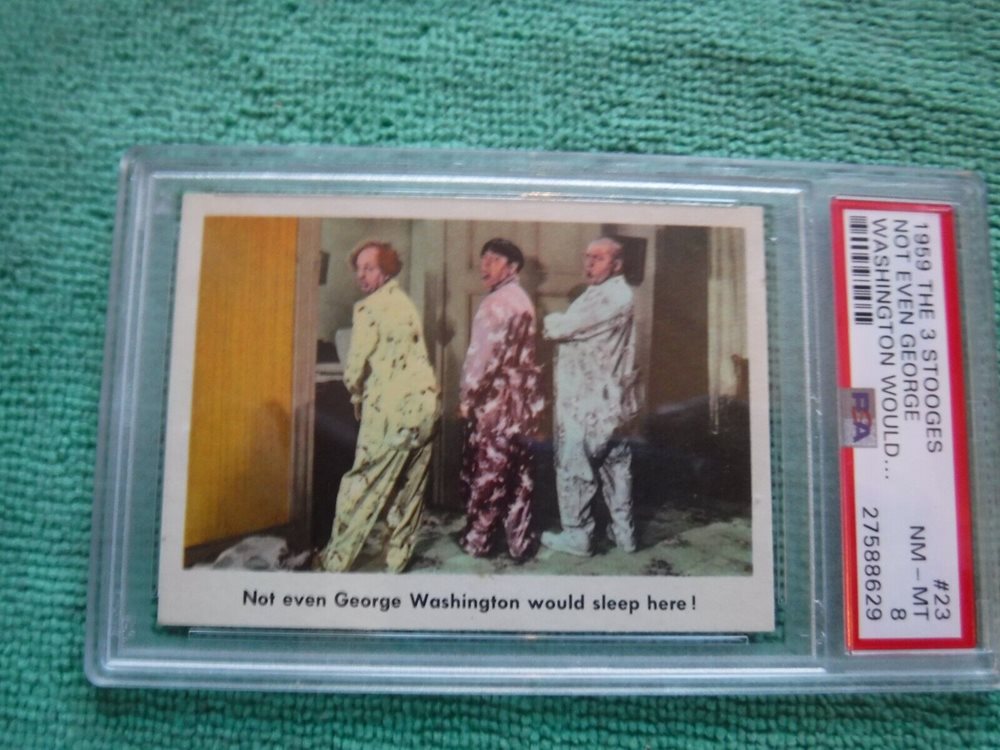 Not even George Washington would sleep here!
1959 THE 3 STOOGES #23
NOT EVEN GEORGE NM - MT
WASHINGTON WOULD... 8
27588629
PSA